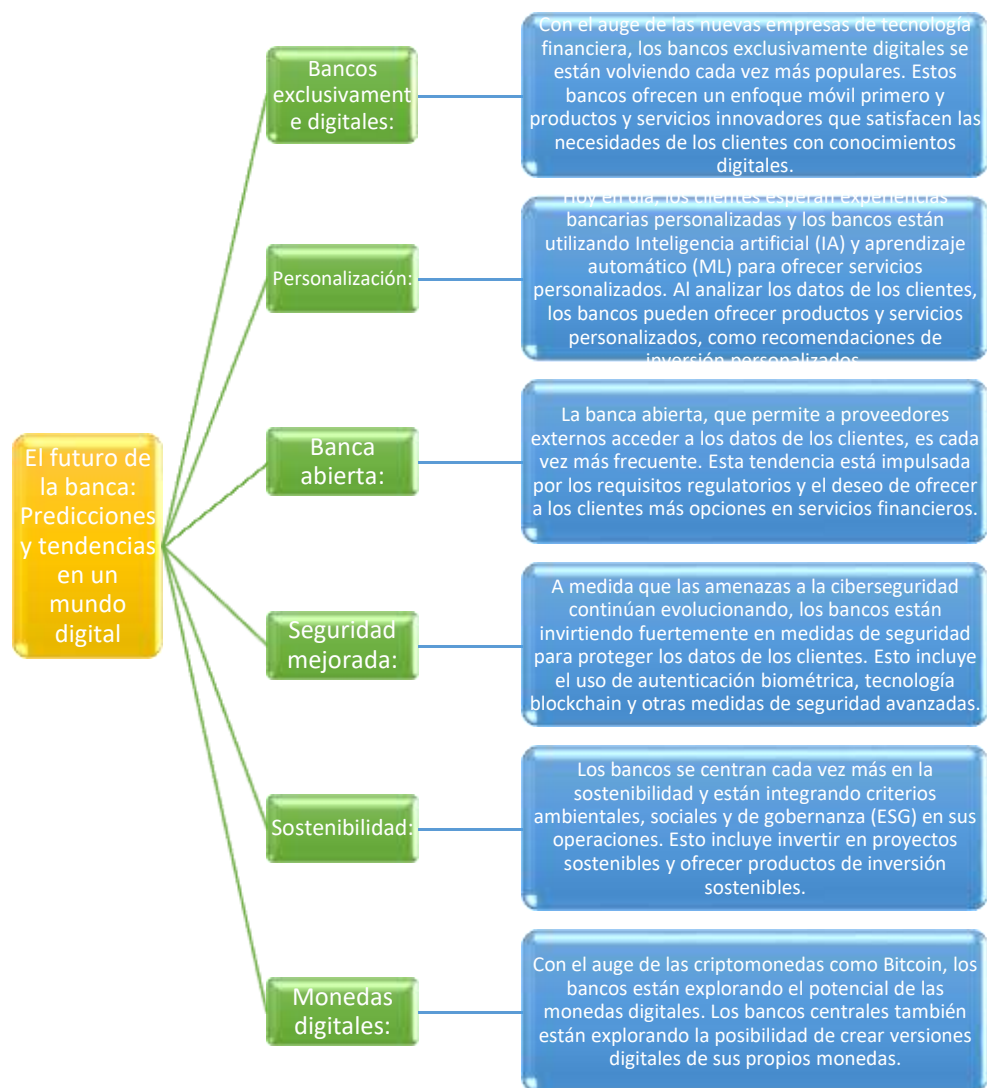 El futuro de
la banca:
Predicciones
y tendencias
en un
mundo
digital
Bancos
exclusivament
e digitales:
Con el auge de las nuevas empresas de tecnología
financiera, los bancos exclusivamente digitales se
están volviendo cada vez más populares. Estos
bancos ofrecen un enfoque móvil primero y
productos y servicios innovadores que satisfacen las
necesidades de los clientes con conocimientos
digitales.
Personalización:
Hoy en día, los clientes esperan experiencias
bancarias personalizadas y los bancos están
utilizando Inteligencia artificial (IA) y aprendizaje
automático (ML) para ofrecer servicios
personalizados. Al analizar los datos de los clientes,
los bancos pueden ofrecer productos y servicios
personalizados, como recomendaciones de
inversión personalizados
Banca
abierta:
La banca abierta, que permite a proveedores
externos acceder a los datos de los clientes, es cada
vez más frecuente. Esta tendencia está impulsada
por los requisitos regulatorios y el deseo de ofrecer
a los clientes más opciones en servicios financieros.
Seguridad
mejorada:
A medida que las amenazas a la ciberseguridad
continúan evolucionando, los bancos están
invirtiendo fuertemente en medidas de seguridad
para proteger los datos de los clientes. Esto incluye
el uso de autenticación biométrica, tecnología
blockchain y otras medidas de seguridad avanzadas.
Sostenibilidad:
Los bancos se centran cada vez más en la
sostenibilidad y están integrando criterios
ambientales, sociales y de gobernanza (ESG) en sus
operaciones. Esto incluye invertir en proyectos
sostenibles y ofrecer productos de inversión
sostenibles.
Monedas
digitales:
Con el auge de las criptomonedas como Bitcoin, los
bancos están explorando el potencial de las
monedas digitales. Los bancos centrales también
están explorando la posibilidad de crear versiones
digitales de sus propios monedas.